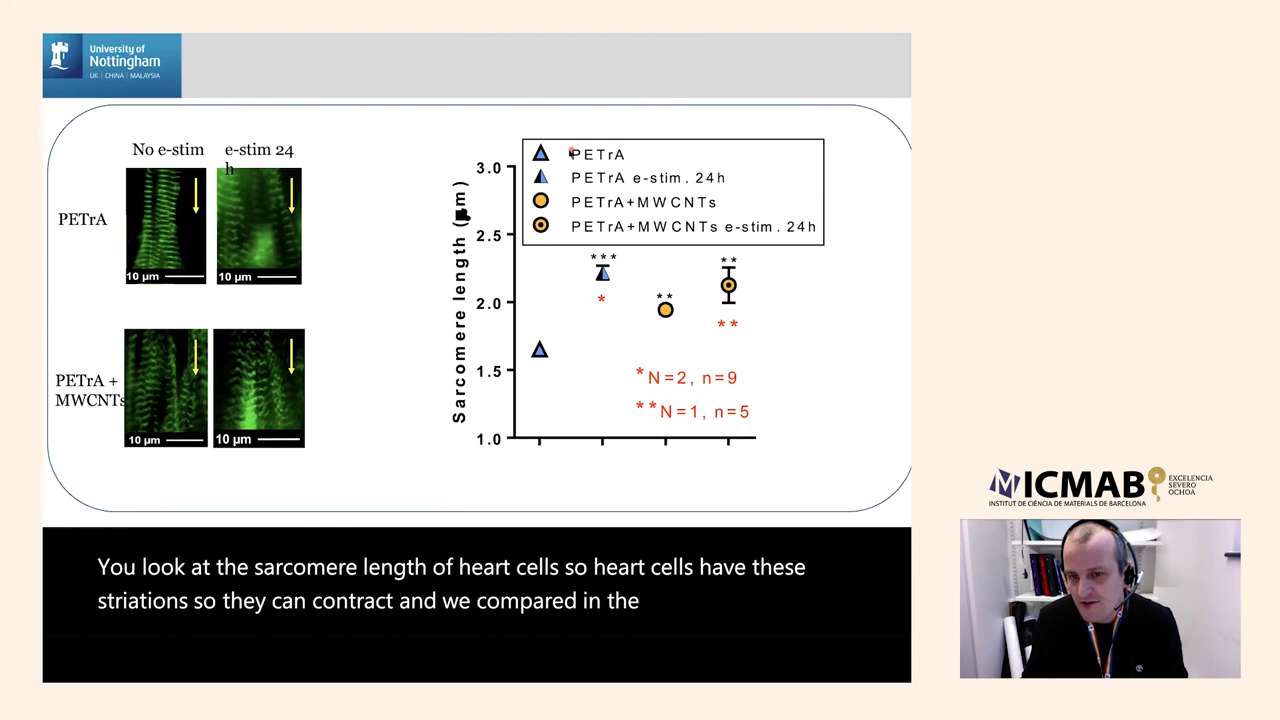 University of
Nottingham
UK | CHINA | MALAYSIA
No e-stim
e-stim 24
h
PETrA
10 µm
10 µm
PETrA +
MWCNTs
10 µm
10 µm
PETrA
PETrA e-stim. 24h
PETrA+MWCNTs
PETrA+MWCNTs e-stim. 24h
Sarcomere length (µm)
3.0
2.5
2.0
1.5
1.0
***
*
**
**
**
*N=2, n=9
**N=1, n=5
You look at the sarcomere length of heart cells so heart cells have these
striations so they can contract and we compared in the
ICMAB
INSTITUT DE CIÈNCIA DE MATERIALS DE BARCELONA
EXCELENCIA
SEVERO
OCHOA